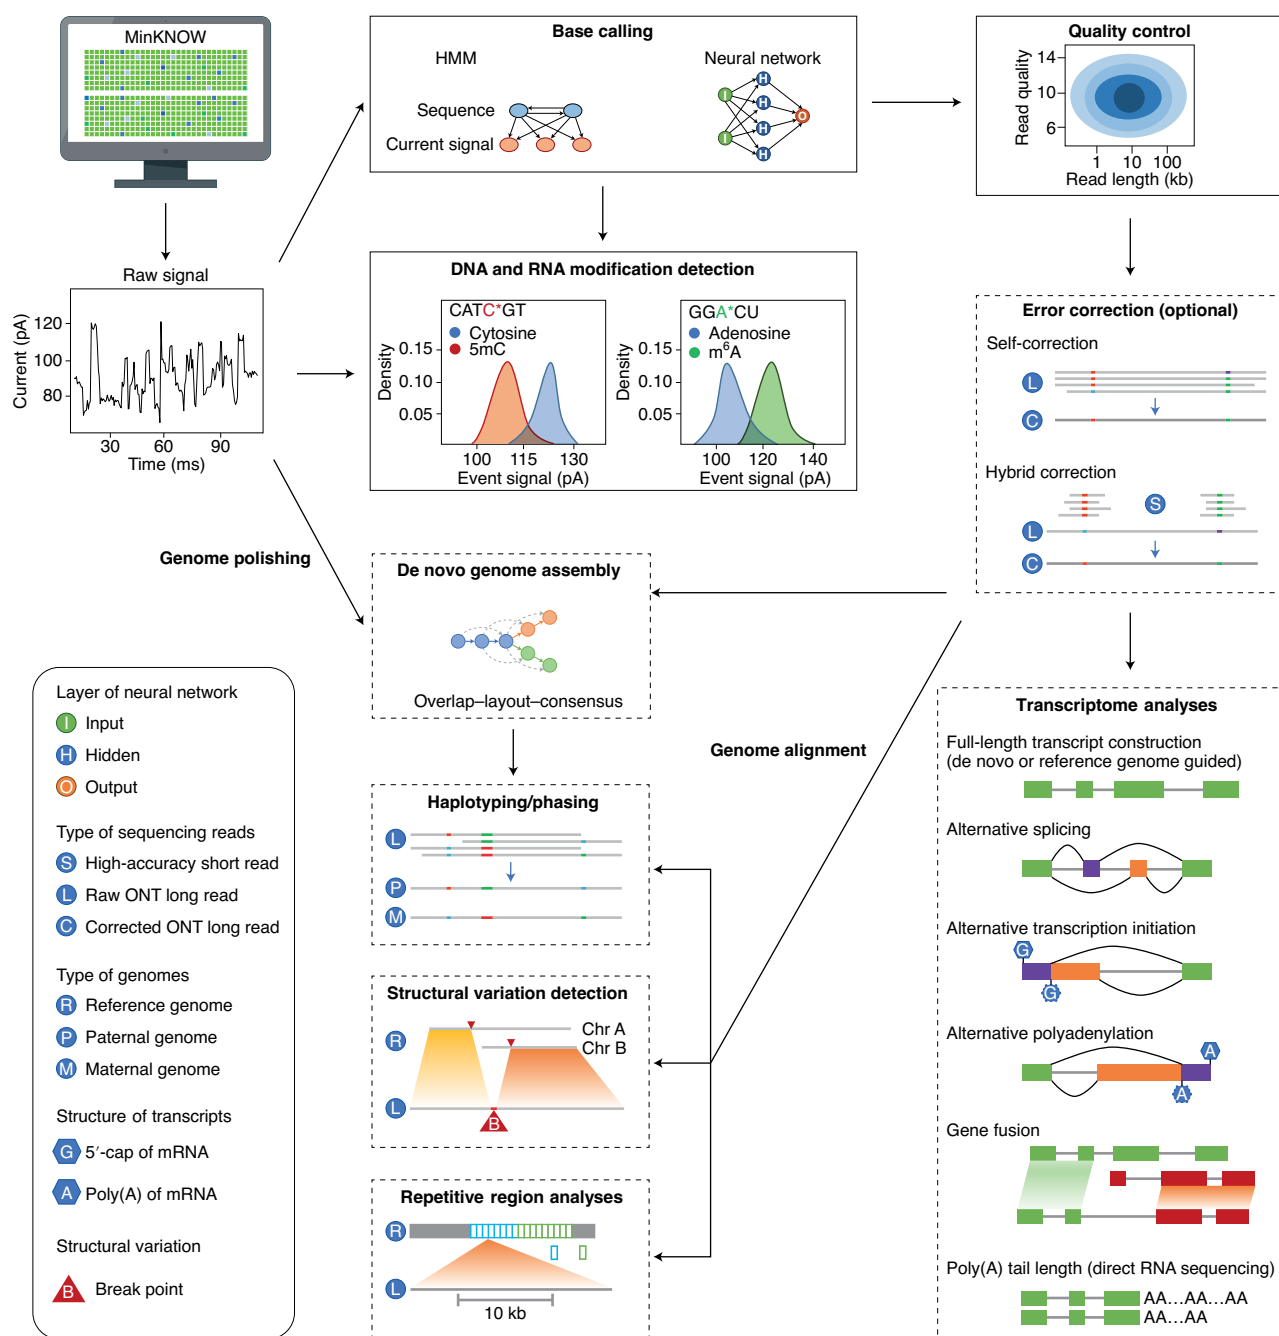 MinKNOW
Raw signal
Current (pA)
120
100
80
30 60 90
Time (ms)
Base calling
HMM
Sequence
Current signal
Neural network
I
I
H
H
H
H
O
Quality control
Read quality
14
10
6
1 10 100
Read length (kb)
DNA and RNA modification detection
CATC*GT
Cytosine
5mC
Density
0.15
0.10
0.05
100 115 130
Event signal (pA)
GGA*CU
Adenosine
m⁶A
Density
0.15
0.10
0.05
100 120 140
Event signal (pA)
Error correction (optional)
Self-correction
L
C
Hybrid correction
S
L
C
Genome polishing
De novo genome assembly
Overlap–layout–consensus
Genome alignment
Haplotyping/phasing
L
P
M
Structural variation detection
R
Chr A
Chr B
L
B
Repetitive region analyses
R
L
10 kb
Transcriptome analyses
Full-length transcript construction
(de novo or reference genome guided)
Alternative splicing
Alternative transcription initiation
G
G
Alternative polyadenylation
A
A
Gene fusion
Poly(A) tail length (direct RNA sequencing)
AA…AA…AA
AA…AA
Layer of neural network
I Input
H Hidden
O Output
Type of sequencing reads
S High-accuracy short read
L Raw ONT long read
C Corrected ONT long read
Type of genomes
R Reference genome
P Paternal genome
M Maternal genome
Structure of transcripts
G 5′-cap of mRNA
A Poly(A) of mRNA
Structural variation
B Break point